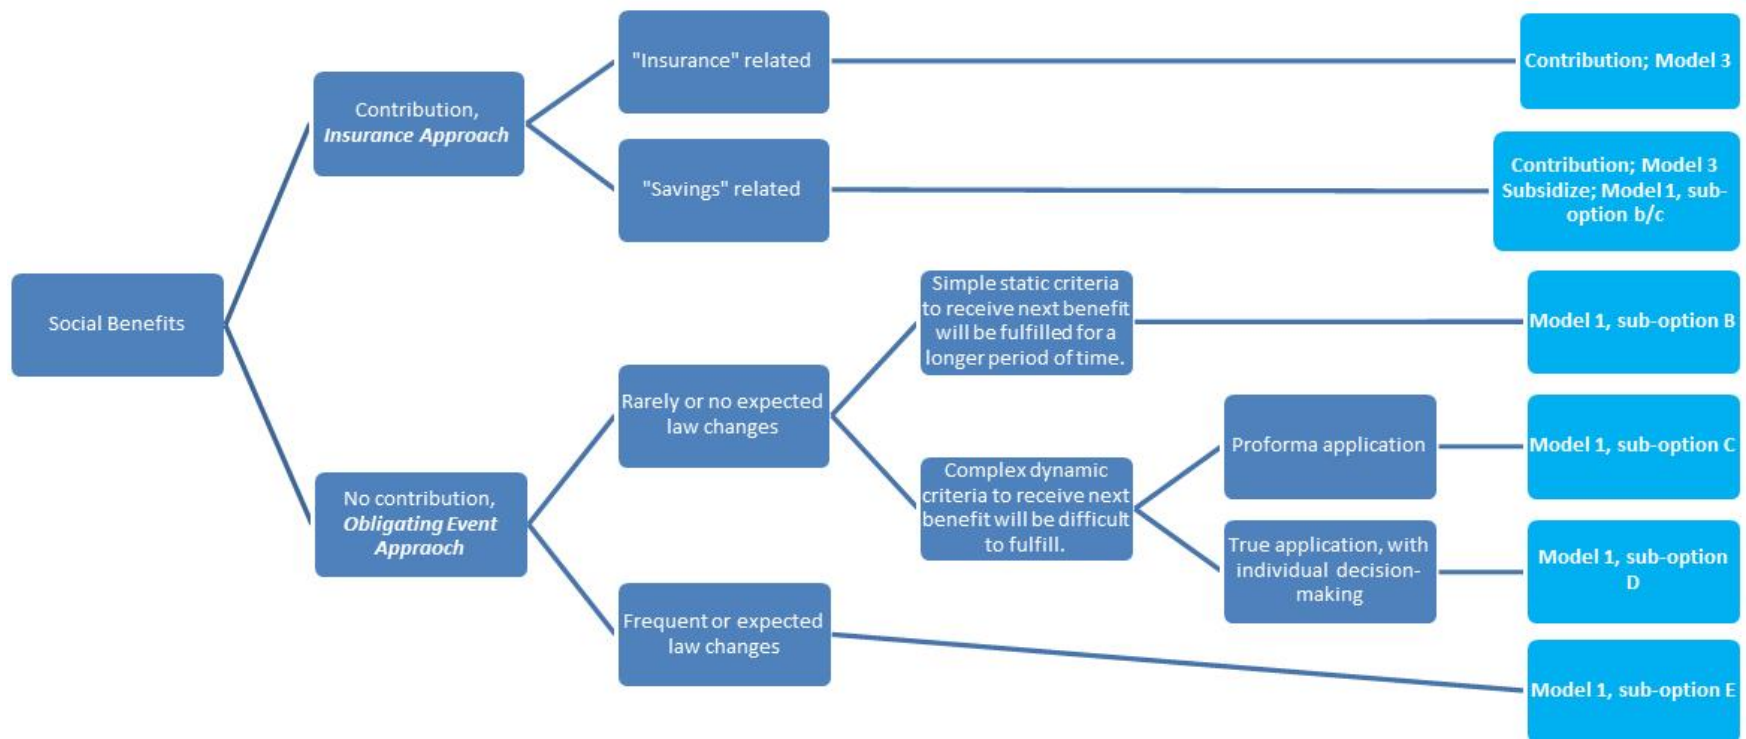 "Insurance" related
Contribution; Model 3
Contribution,
Insurance Approach
"Savings" related
Contribution; Model 3
Subsidize; Model 1, sub-
option b/c
Social Benefits
Simple static criteria
to receive next benefit
will be fulfilled for a
longer period of time.
Model 1, sub-option B
Rarely or no expected
law changes
Proforma application
Model 1, sub-option C
Complex dynamic
criteria to receive next
benefit will be difficult
to fulfill.
No contribution,
Obligating Event
Appraoch
True application, with
individual decision-
making
Model 1, sub-option
D
Frequent or expected
law changes
Model 1, sub-option E